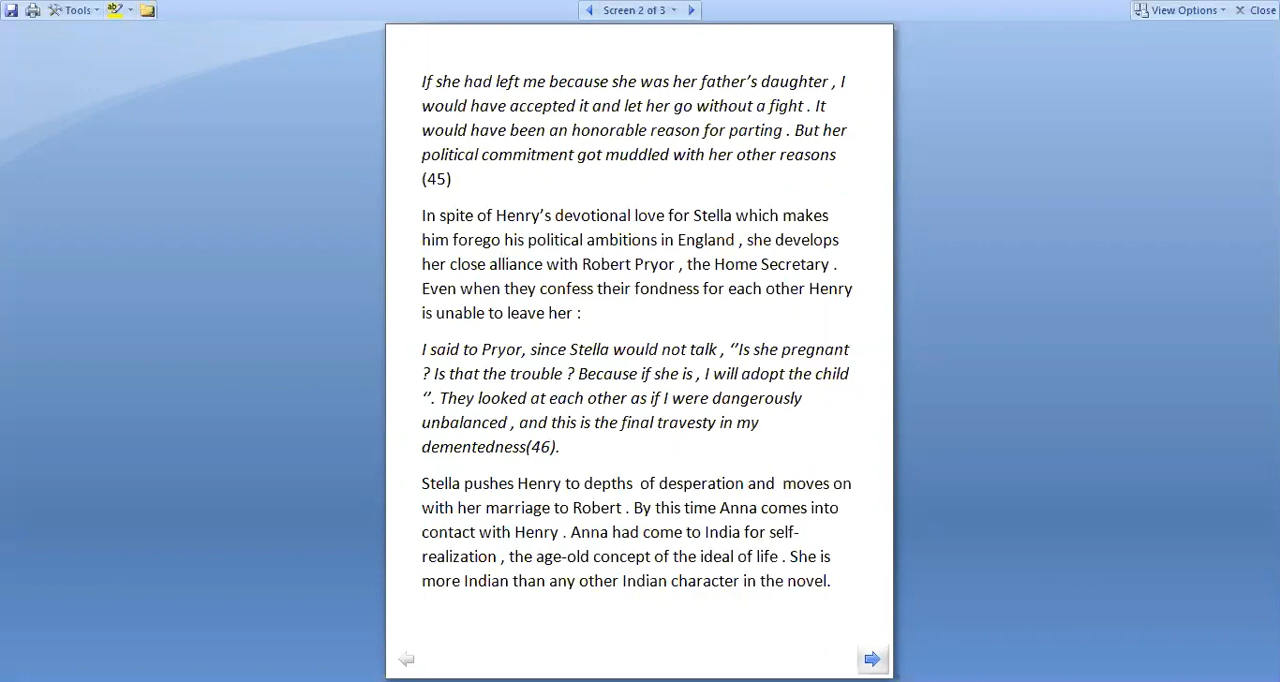 Tools
Screen 2 of 3
View Options
Close
If she had left me because she was her father’s daughter , I
would have accepted it and let her go without a fight . It
would have been an honorable reason for parting . But her
political commitment got muddled with her other reasons
(45)
In spite of Henry’s devotional love for Stella which makes
him forego his political ambitions in England , she develops
her close alliance with Robert Pryor , the Home Secretary .
Even when they confess their fondness for each other Henry
is unable to leave her :
I said to Pryor, since Stella would not talk , ‘’Is she pregnant
? Is that the trouble ? Because if she is , I will adopt the child
‘’. They looked at each other as if I were dangerously
unbalanced , and this is the final travesty in my
dementedness(46).
Stella pushes Henry to depths  of desperation and  moves on
with her marriage to Robert . By this time Anna comes into
contact with Henry . Anna had come to India for self-
realization , the age-old concept of the ideal of life . She is
more Indian than any other Indian character in the novel.